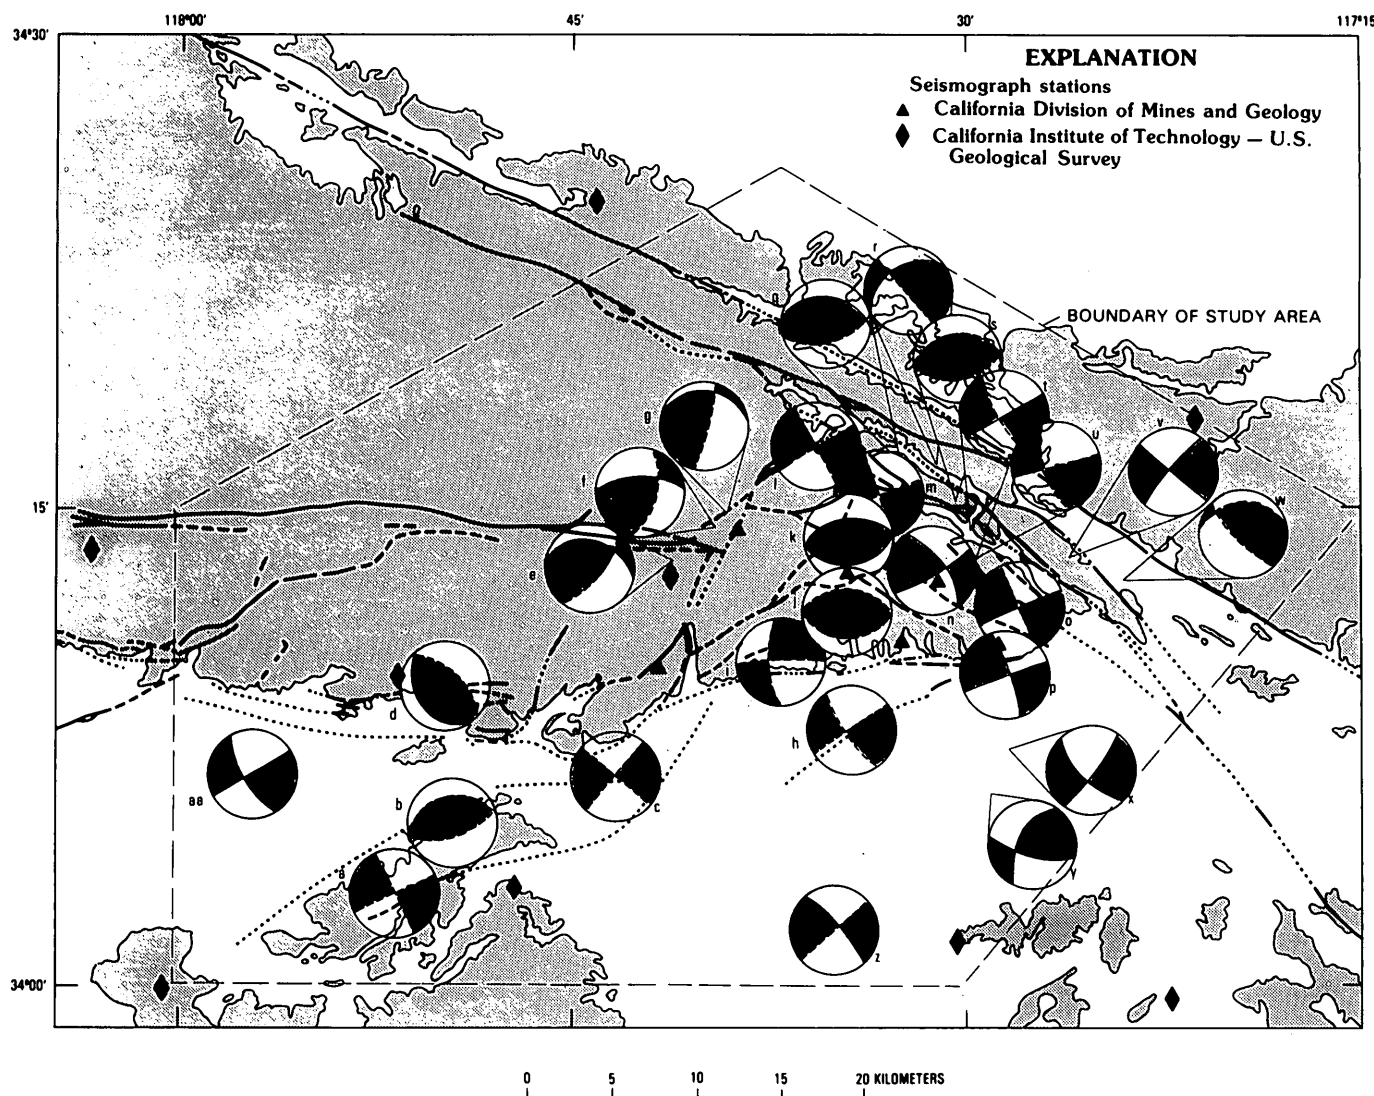 118°00' 45' 30' 117°15'
34°30'
EXPLANATION
Seismograph stations
California Division of Mines and Geology
California Institute of Technology — U.S.
Geological Survey
r
q
s
BOUNDARY OF STUDY AREA
t
g
u
v
f
l
m
w
15'
k
e
j
n
o
i
p
d
h
aa
b
c
x
a
y
z
34°00'
0 5 10 15 20 KILOMETERS